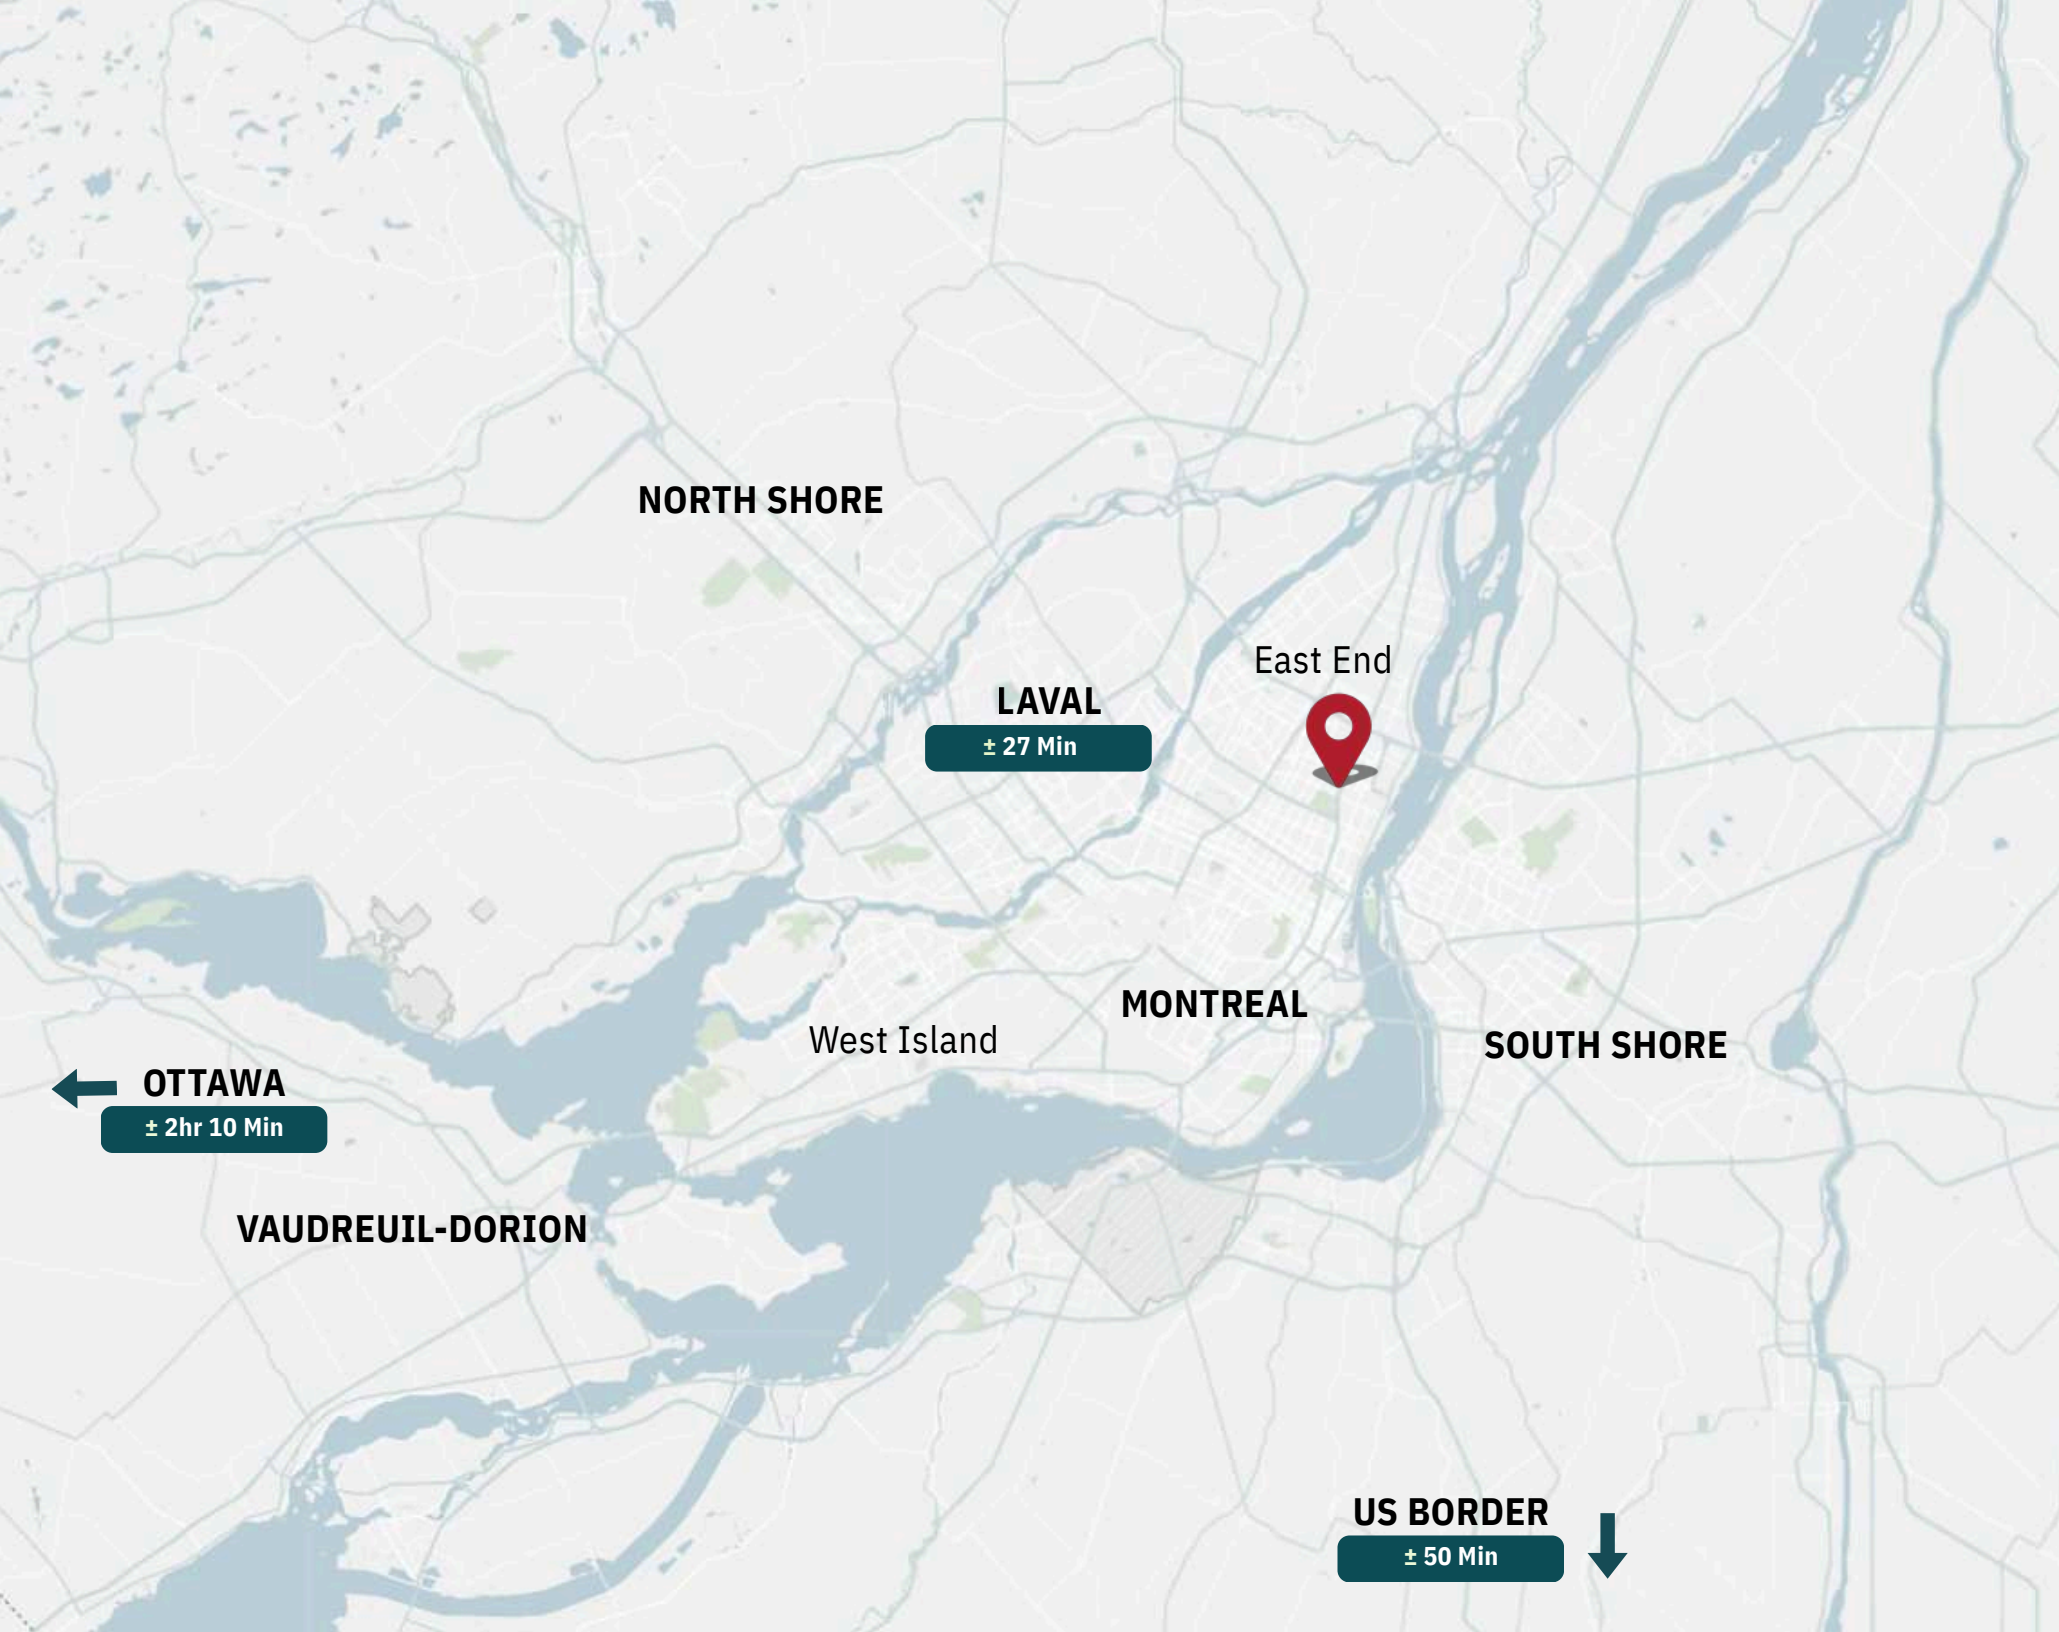 NORTH SHORE
East End
LAVAL
± 27 Min
MONTREAL
West Island
SOUTH SHORE
OTTAWA
± 2hr 10 Min
VAUDREUIL-DORION
US BORDER
± 50 Min